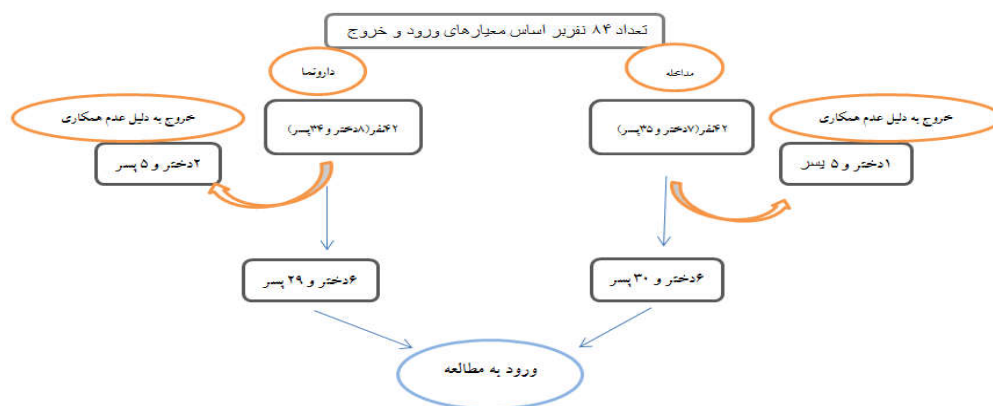 تعداد ۸۴ نفربر اساس معیارهای ورود و خروج
مداخله
دارونما
خروج به دلیل عدم همکاری
۴۲نفر(۷دختر و ۳۵پسر)
۴۲نفر(۸دختر و ۳۴پسر)
خروج به دلیل عدم همکاری
۱دختر و ۵ پسر
۲دختر و ۵ پسر
۶دختر و ۳۰ پسر
۶دختر و ۲۹ پسر
ورود به مطالعه